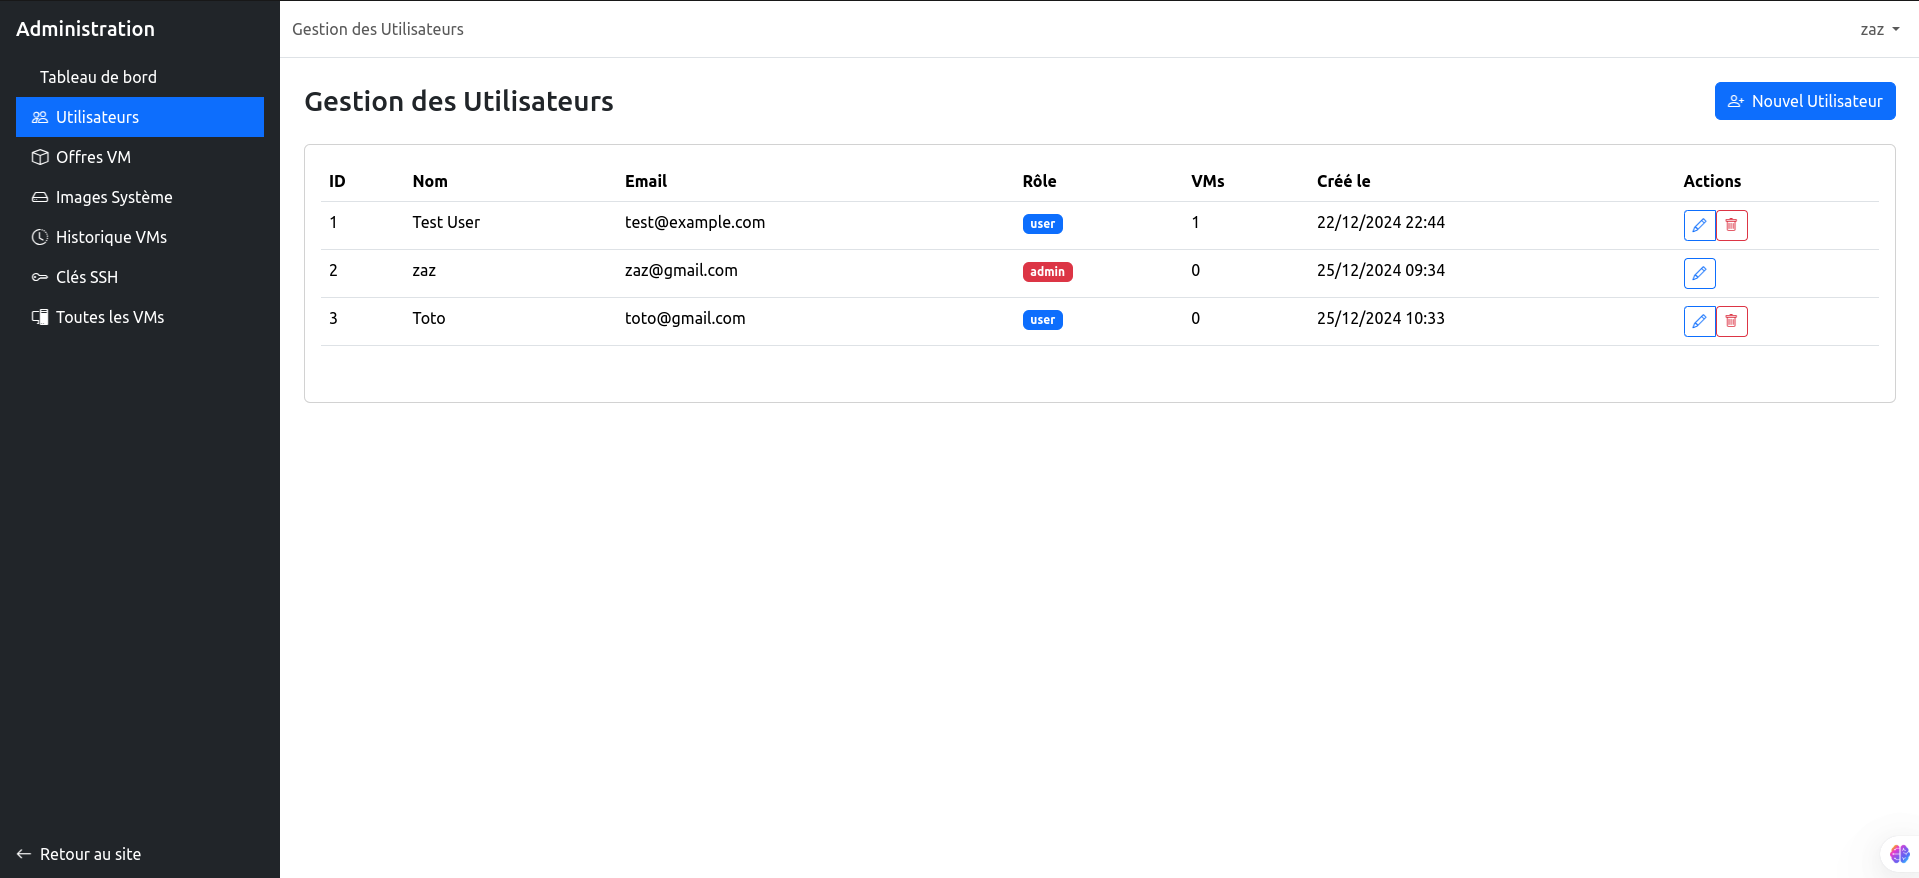 Administration
Tableau de bord
Utilisateurs
Offres VM
Images Système
Historique VMs
Clés SSH
Toutes les VMs
Retour au site
Gestion des Utilisateurs
zaz
Gestion des Utilisateurs
Nouvel Utilisateur
ID Nom Email Rôle VMs Créé le Actions
1 Test User test@example.com user 1 22/12/2024 22:44
2 zaz zaz@gmail.com admin 0 25/12/2024 09:34
3 Toto toto@gmail.com user 0 25/12/2024 10:33